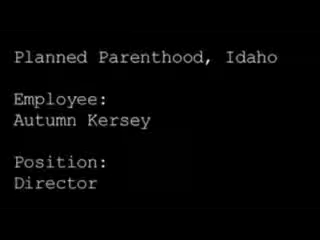 Planned Parenthood, Idaho
Employee:
Autumn Kersey
Position:
Director